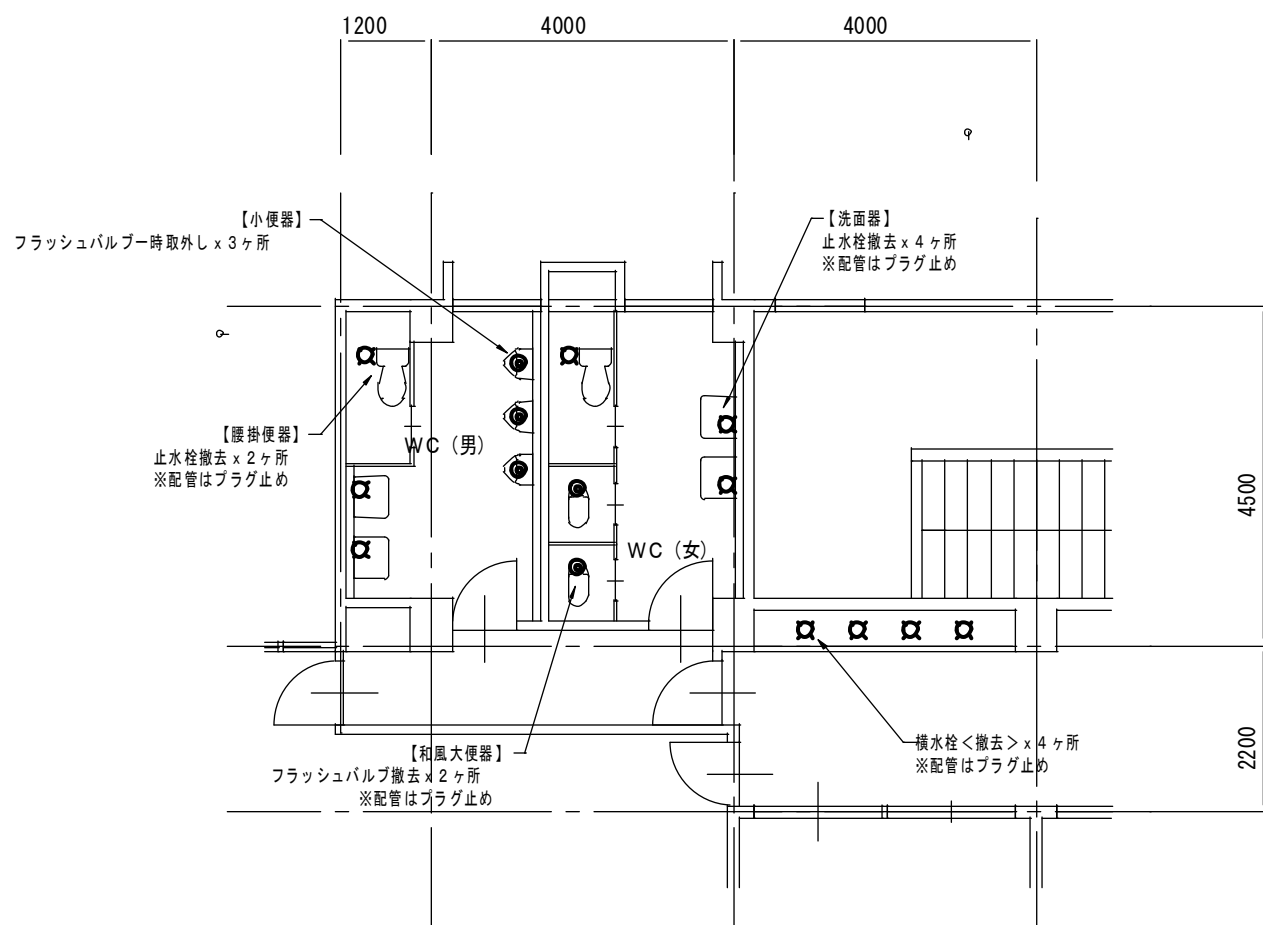 1200
4000
4000
【小便器】
フラッシュバルブ一時取外しx3ヶ所
【洗面器】
止水栓撤去x4ヶ所
※配管はプラグ止め
【腰掛便器】
止水栓撤去x2ヶ所
※配管はプラグ止め
WC(男)
WC(女)
4500
【和風大便器】
フラッシュバルブ撤去x2ヶ所
※配管はプラグ止め
横水栓<撤去>x4ヶ所
※配管はプラグ止め
2200